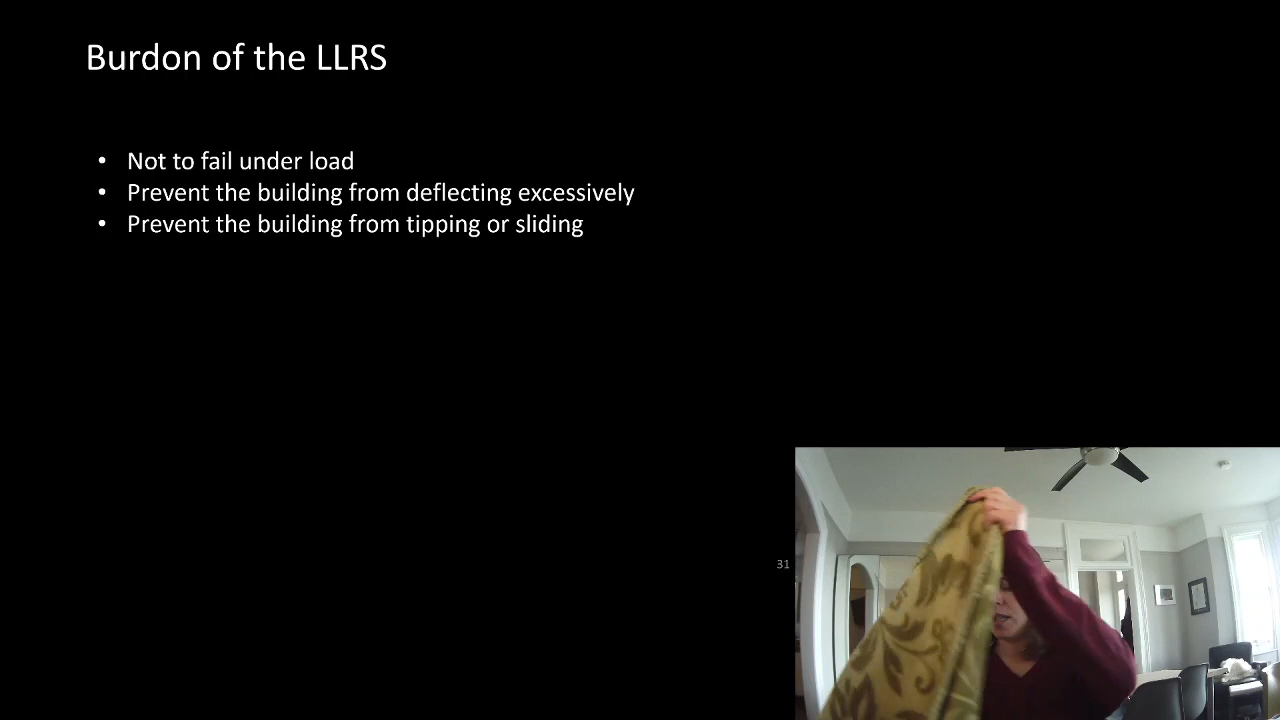 Burdon of the LLRS
• Not to fail under load
• Prevent the building from deflecting excessively
• Prevent the building from tipping or sliding
31